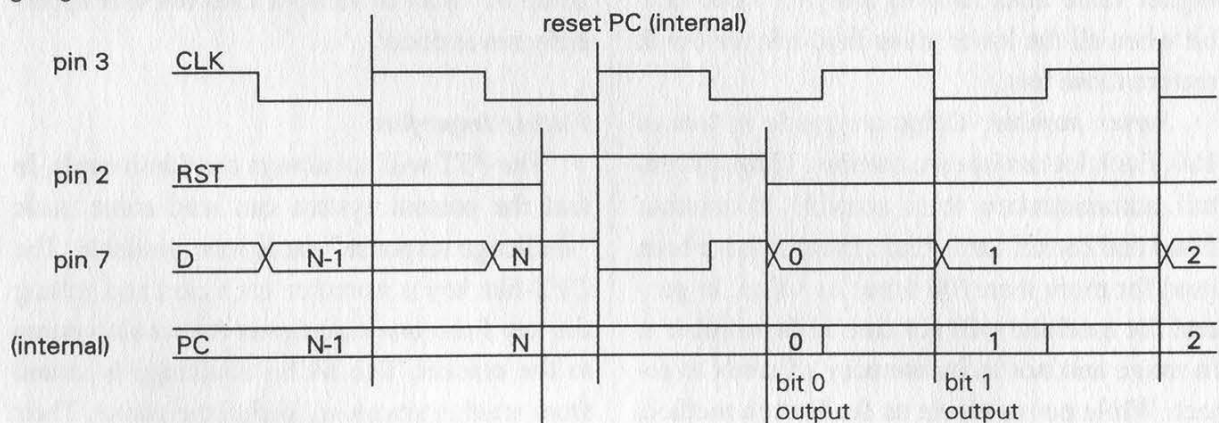 reset PC (internal)
pin 3 CLK
pin 2 RST
pin 7 D N-1 N 0 1 2
(internal) PC N-1 N 0 1 2
bit 0 output
bit 1 output